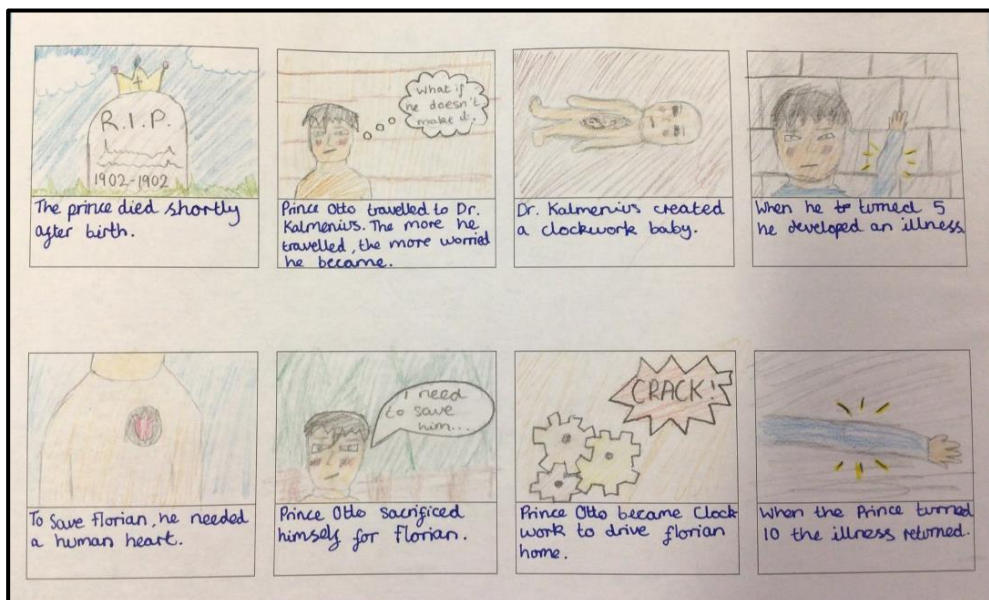 R.I.P.
1902-1902
The prince died shortly
after birth.
What if
he doesn't
make it.
Prince Otto travelled to Dr.
Kalmenius. The more he
travelled, the more worried
he became.
Dr. Kalmenius created
a clockwork baby.
When he turned 5
he developed an illness
To save Florian, he needed
a human heart.
I need
to save
him...
Prince Otto sacrificed
himself for Florian.
CRACK!
Prince Otto became Clock
work to drive florian
home.
When the Prince turned
10 the illness returned.